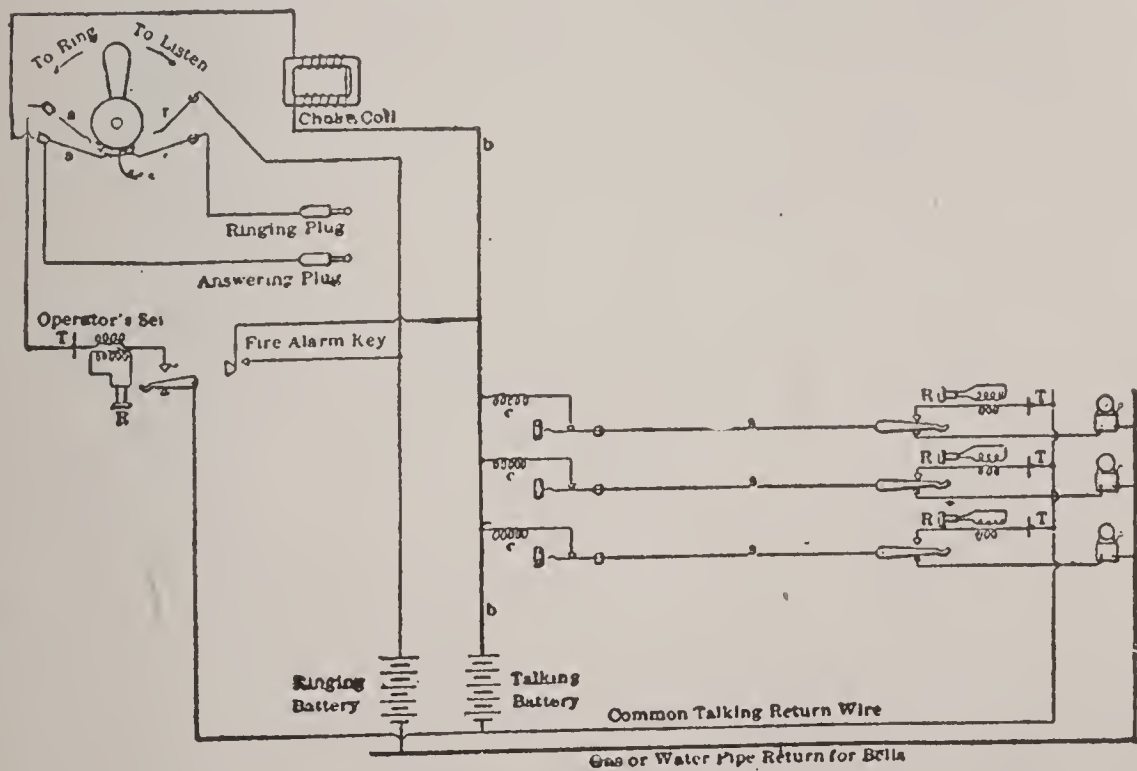 To Ring
To Listen
a
r
a
r
Choke Coil
b
Ringing Plug
Answering Plug
Operator's Set
T
Fire Alarm Key
R
c
R
T
a
c
R
T
a
c
R
T
a
b
Ringing
Battery
Talking
Battery
Common Talking Return Wire
Gas or Water Pipe Return for Bells